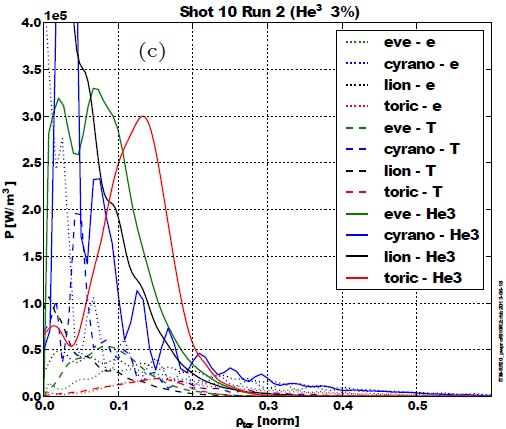 Shot 10 Run 2 (He³ 3%)
1e5
4.0
3.5
3.0
2.5
2.0
1.5
1.0
0.5
0.0
P [W/m³]
(c)
eve - e
cyrano - e
lion - e
toric - e
eve - T
cyrano - T
lion - T
toric - T
eve - He3
cyrano - He3
lion - He3
toric - He3
0.0 0.1 0.2 0.3 0.4 0.5
ρtor [norm]